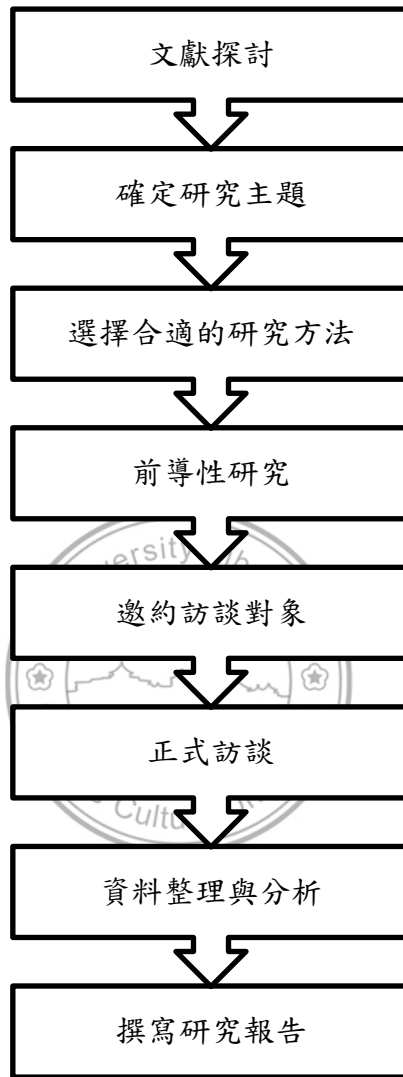 文獻探討
確定研究主題
選擇合適的研究方法
前導性研究
邀約訪談對象
正式訪談
資料整理與分析
撰寫研究報告